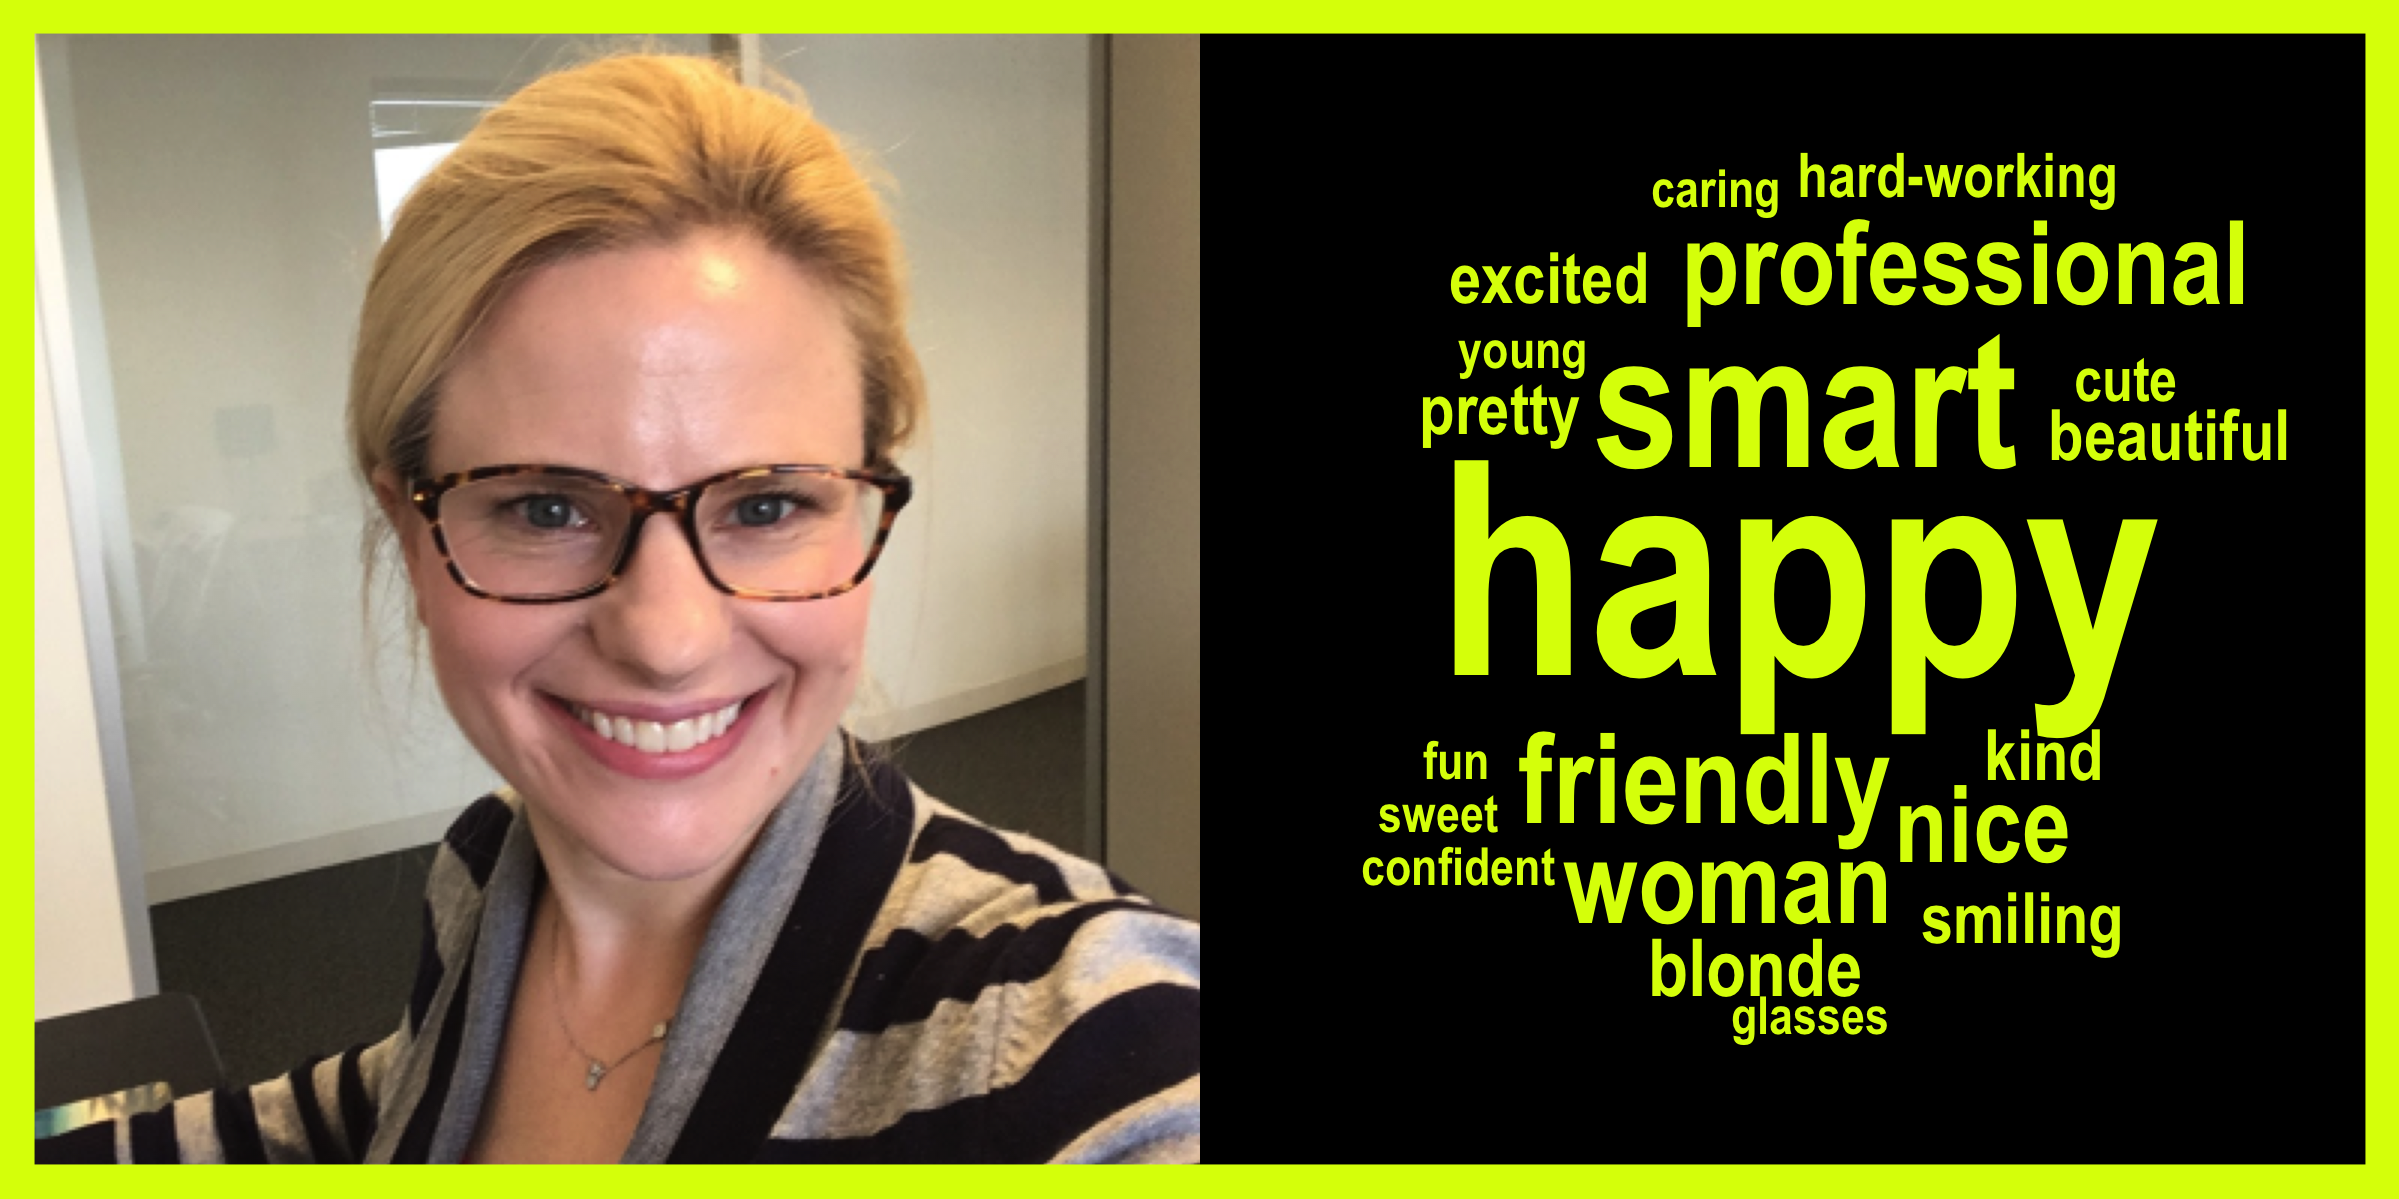 caring hard-working
excited professional
young
pretty smart cute
beautiful
happy
fun friendly kind
sweet nice
confident woman
smiling
blonde
glasses